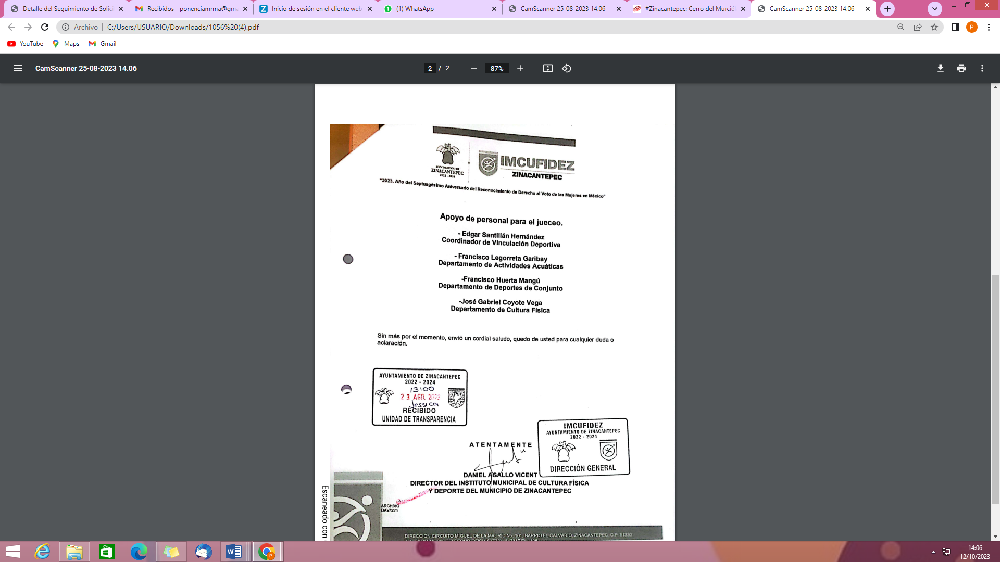 Detalle del Seguimiento de Solici
Recibidos - ponenciamrma@gma
Inicio de sesión en el cliente web
(1) WhatsApp
CamScanner 25-08-2023 14.06
#Zinacantepec: Cerro del Murciél
CamScanner 25-08-2023 14.06
Archivo
C:/Users/USUARIO/Downloads/1056%20(4).pdf
P
YouTube
Maps
Gmail
CamScanner 25-08-2023 14.06
2 / 2
87%
AYUNTAMIENTO DE
ZINACANTEPEC
2022 - 2024
IMCUFIDEZ
ZINACANTEPEC
"2023. Año del Septuagésimo Aniversario del Reconocimiento de Derecho al Voto de las Mujeres en México"
Apoyo de personal para el jueceo.
- Edgar Santillán Hernández
Coordinador de Vinculación Deportiva
- Francisco Legorreta Garibay
Departamento de Actividades Acuáticas
-Francisco Huerta Mangú
Departamento de Deportes de Conjunto
-José Gabriel Coyote Vega
Departamento de Cultura Física
Sin más por el momento, envió un cordial saludo, quedo de usted para cualquier duda o
aclaración.
AYUNTAMIENTO DE ZINACANTEPEC
2022 - 2024
13:00
23 AGO. 2023
Jessica
RECIBIDO
UNIDAD DE TRANSPARENCIA
IMCUFIDEZ
AYUNTAMIENTO DE ZINACANTEPEC
2022 - 2024
DIRECCIÓN GENERAL
ATENTAMENTE
DANIEL AGALLO VICENT
DIRECTOR DEL INSTITUTO MUNICIPAL DE CULTURA FÍSICA
Y DEPORTE DEL MUNICIPIO DE ZINACANTEPEC
ARCHIVO
DAV/ccm
Escaneado con
DIRECCIÓN CIRCUITO MIGUEL DE LA MADRID No. 101, BARRIO EL CALVARIO, ZINACANTEPEC, C.P. 51350
14:06
12/10/2023